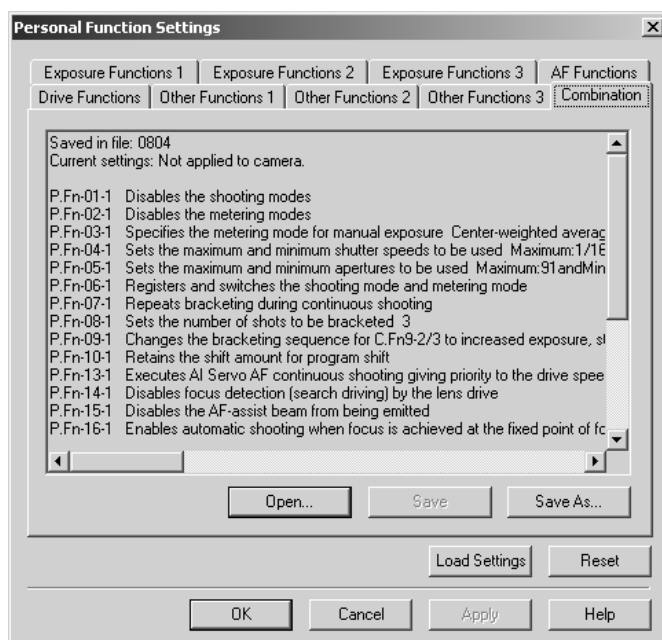 Personal Function Settings
Exposure Functions 1 Exposure Functions 2 Exposure Functions 3 AF Functions
Drive Functions Other Functions 1 Other Functions 2 Other Functions 3 Combination
Saved in file: 0804
Current settings: Not applied to camera.
P.Fn-01-1 Disables the shooting modes
P.Fn-02-1 Disables the metering modes
P.Fn-03-1 Specifies the metering mode for manual exposure Center-weighted averag
P.Fn-04-1 Sets the maximum and minimum shutter speeds to be used Maximum:1/16
P.Fn-05-1 Sets the maximum and minimum apertures to be used Maximum:91andMin
P.Fn-06-1 Registers and switches the shooting mode and metering mode
P.Fn-07-1 Repeats bracketing during continuous shooting
P.Fn-08-1 Sets the number of shots to be bracketed 3
P.Fn-09-1 Changes the bracketing sequence for C.Fn9-2/3 to increased exposure,
P.Fn-10-1 Retains the shift amount for program shift
P.Fn-13-1 Executes AI Servo AF continuous shooting giving priority to the drive spee
P.Fn-14-1 Disables focus detection (search driving) by the lens drive
P.Fn-15-1 Disables the AF-assist beam from being emitted
P.Fn-16-1 Enables automatic shooting when focus is achieved at the fixed point of fc
Open... Save Save As...
Load Settings Reset
OK Cancel Apply Help